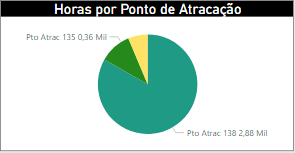 Horas por Ponto de Atracação
Pto Atrac 135 0,36 Mil
Pto Atrac 138 2,88 Mil